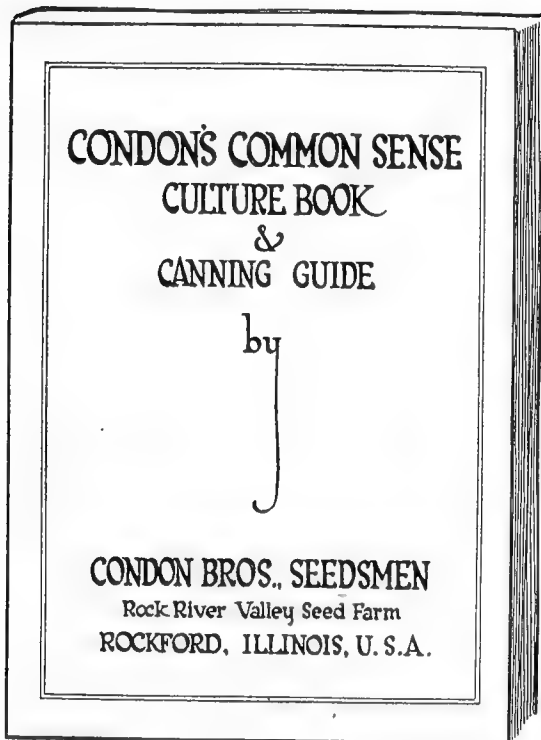 CONDON'S COMMON SENSE
CULTURE BOOK
&
CANNING GUIDE
by
CONDON BROS., SEEDSMEN
Rock River Valley Seed Farm
ROCKFORD, ILLINOIS, U. S. A.